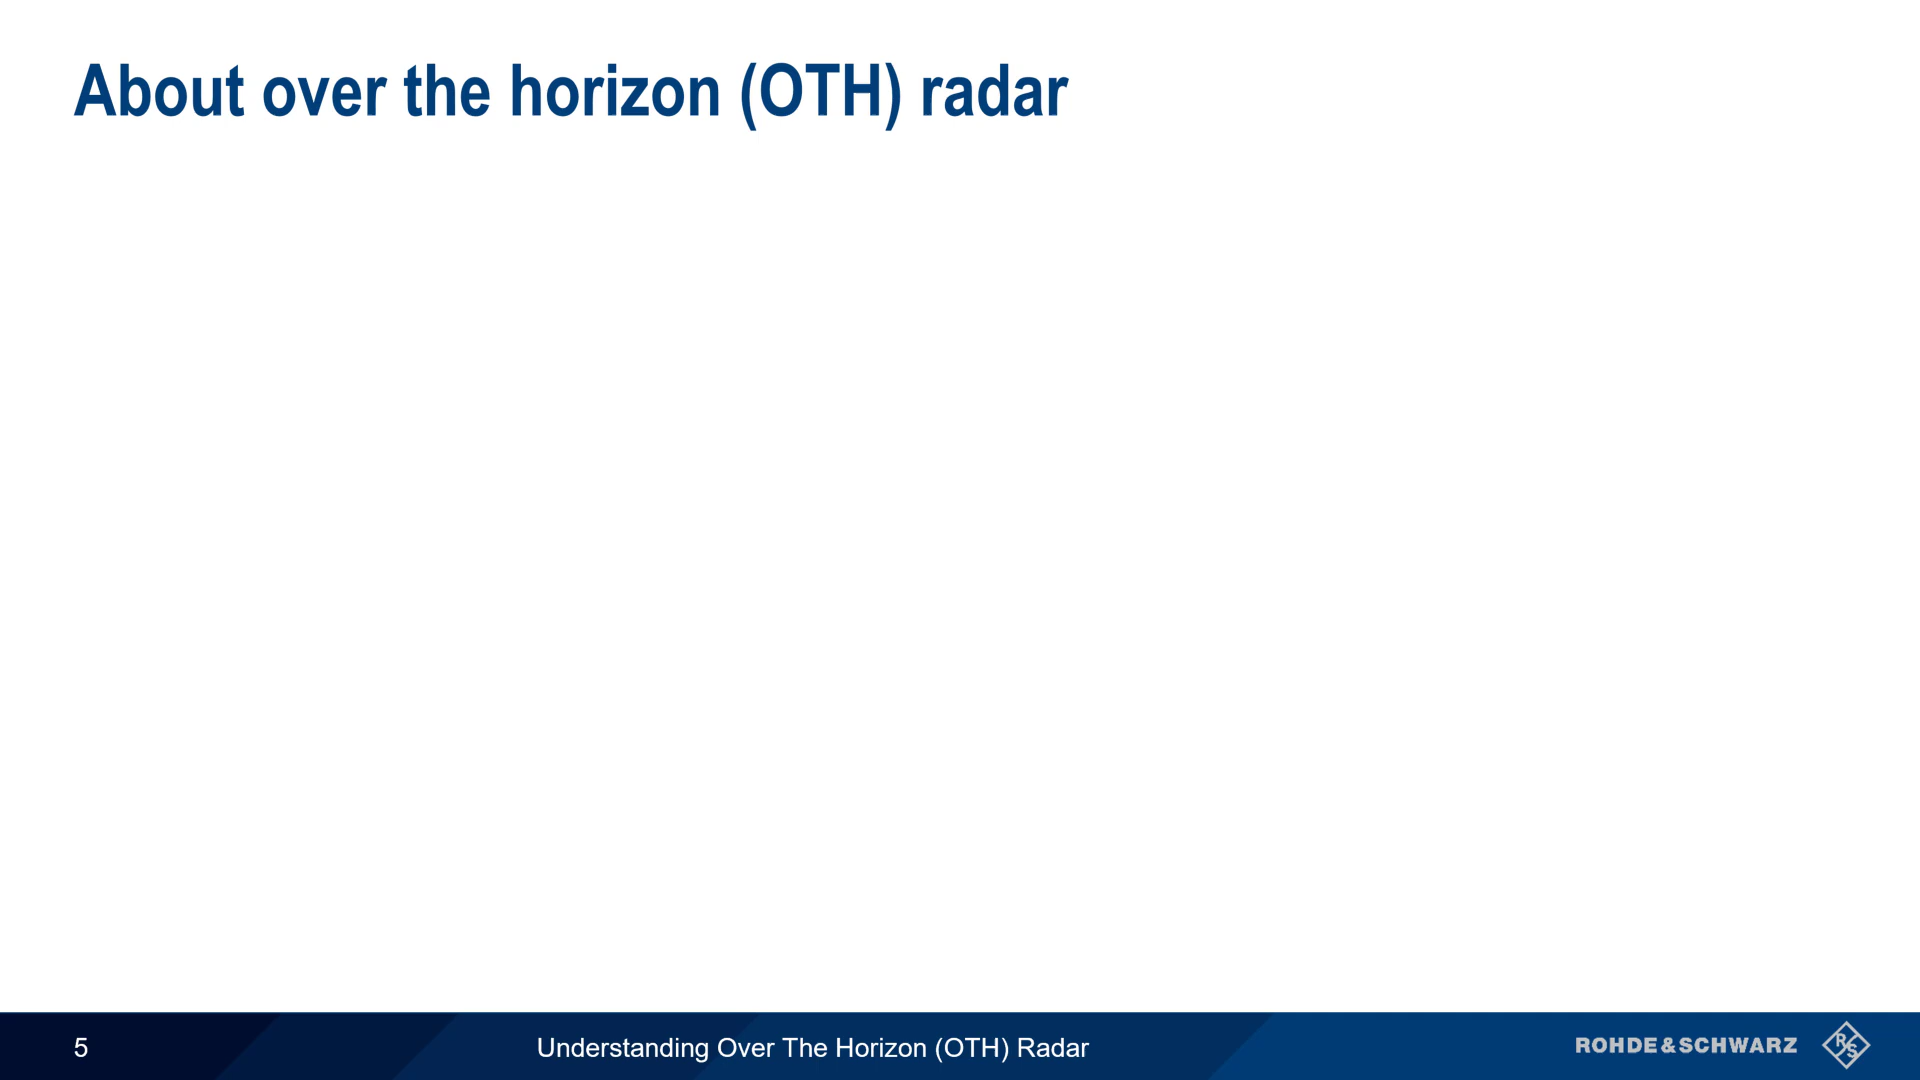 About over the horizon (OTH) radar
5
Understanding Over The Horizon (OTH) Radar
ROHDE&SCHWARZ
R&S